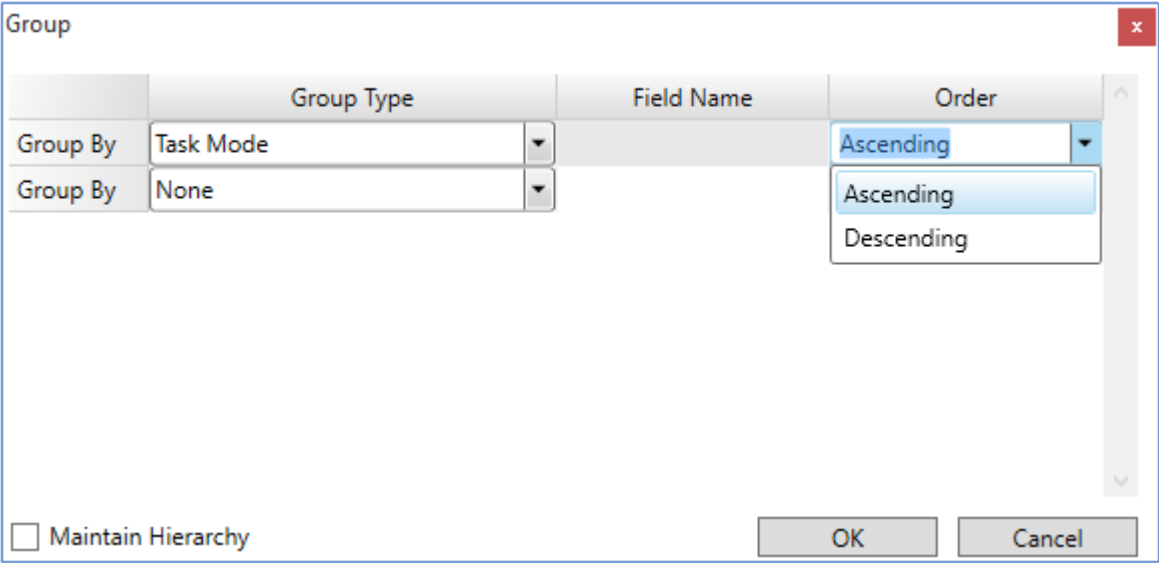 Group
x
Group Type Field Name Order
Group By Task Mode Ascending
Group By None Ascending
Descending
Maintain Hierarchy OK Cancel